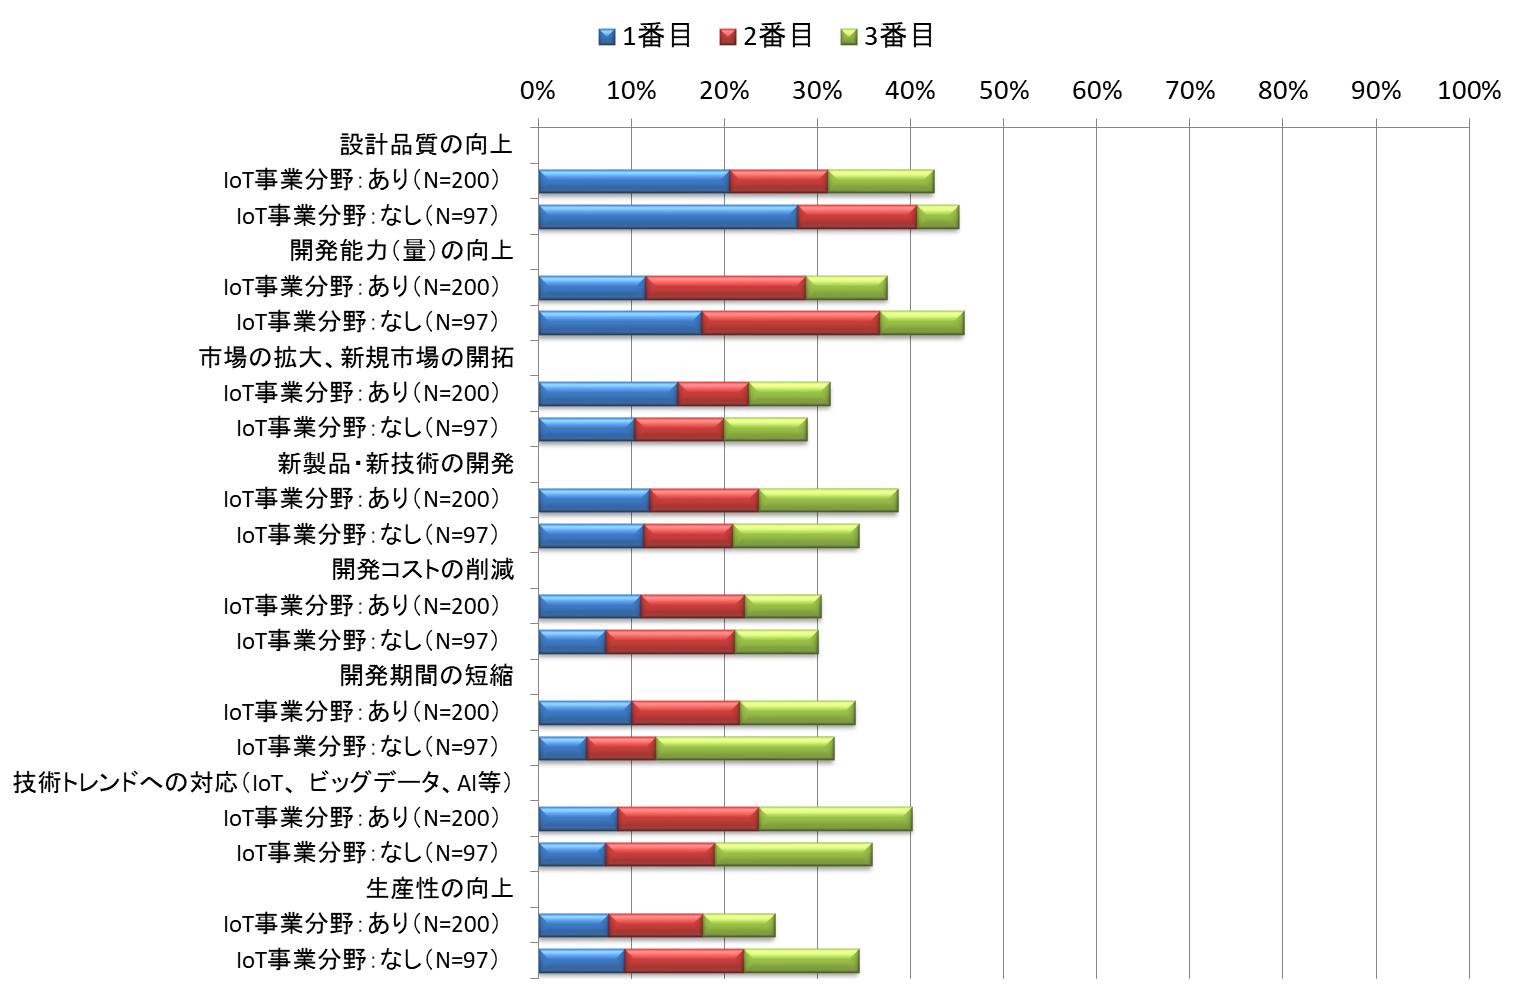 1番目 2番目 3番目
0% 10% 20% 30% 40% 50% 60% 70% 80% 90% 100%
設計品質の向上
IoT事業分野：あり（N=200）
IoT事業分野：なし（N=97）
開発能力（量）の向上
IoT事業分野：あり（N=200）
IoT事業分野：なし（N=97）
市場の拡大、新規市場の開拓
IoT事業分野：あり（N=200）
IoT事業分野：なし（N=97）
新製品・新技術の開発
IoT事業分野：あり（N=200）
IoT事業分野：なし（N=97）
開発コストの削減
IoT事業分野：あり（N=200）
IoT事業分野：なし（N=97）
開発期間の短縮
IoT事業分野：あり（N=200）
IoT事業分野：なし（N=97）
技術トレンドへの対応（IoT、ビッグデータ、AI等）
IoT事業分野：あり（N=200）
IoT事業分野：なし（N=97）
生産性の向上
IoT事業分野：あり（N=200）
IoT事業分野：なし（N=97）